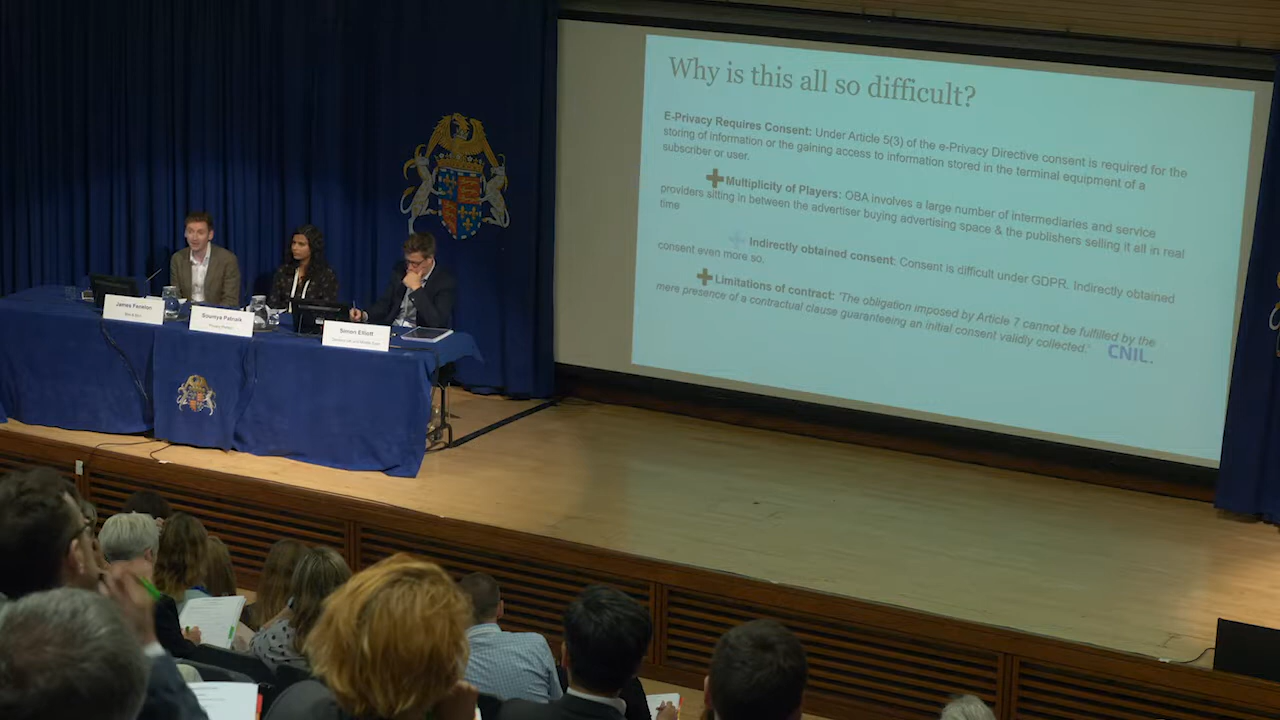 Why is this all so difficult?
E-Privacy Requires Consent: Under Article 5(3) of the e-Privacy Directive consent is required for the
storing of information or the gaining access to information stored in the terminal equipment of a
subscriber or user.
Multiplicity of Players: OBA involves a large number of intermediaries and service
providers sitting in between the advertiser buying advertising space & the publishers selling it all in real
time
Indirectly obtained consent: Consent is difficult under GDPR. Indirectly obtained
consent even more so.
Limitations of contract: "The obligation imposed by Article 7 cannot be fulfilled by the
mere presence of a contractual clause guaranteeing an initial consent validly collected."
CNIL.
James Fenelon
Soumya Patnaik
Simon Elliott